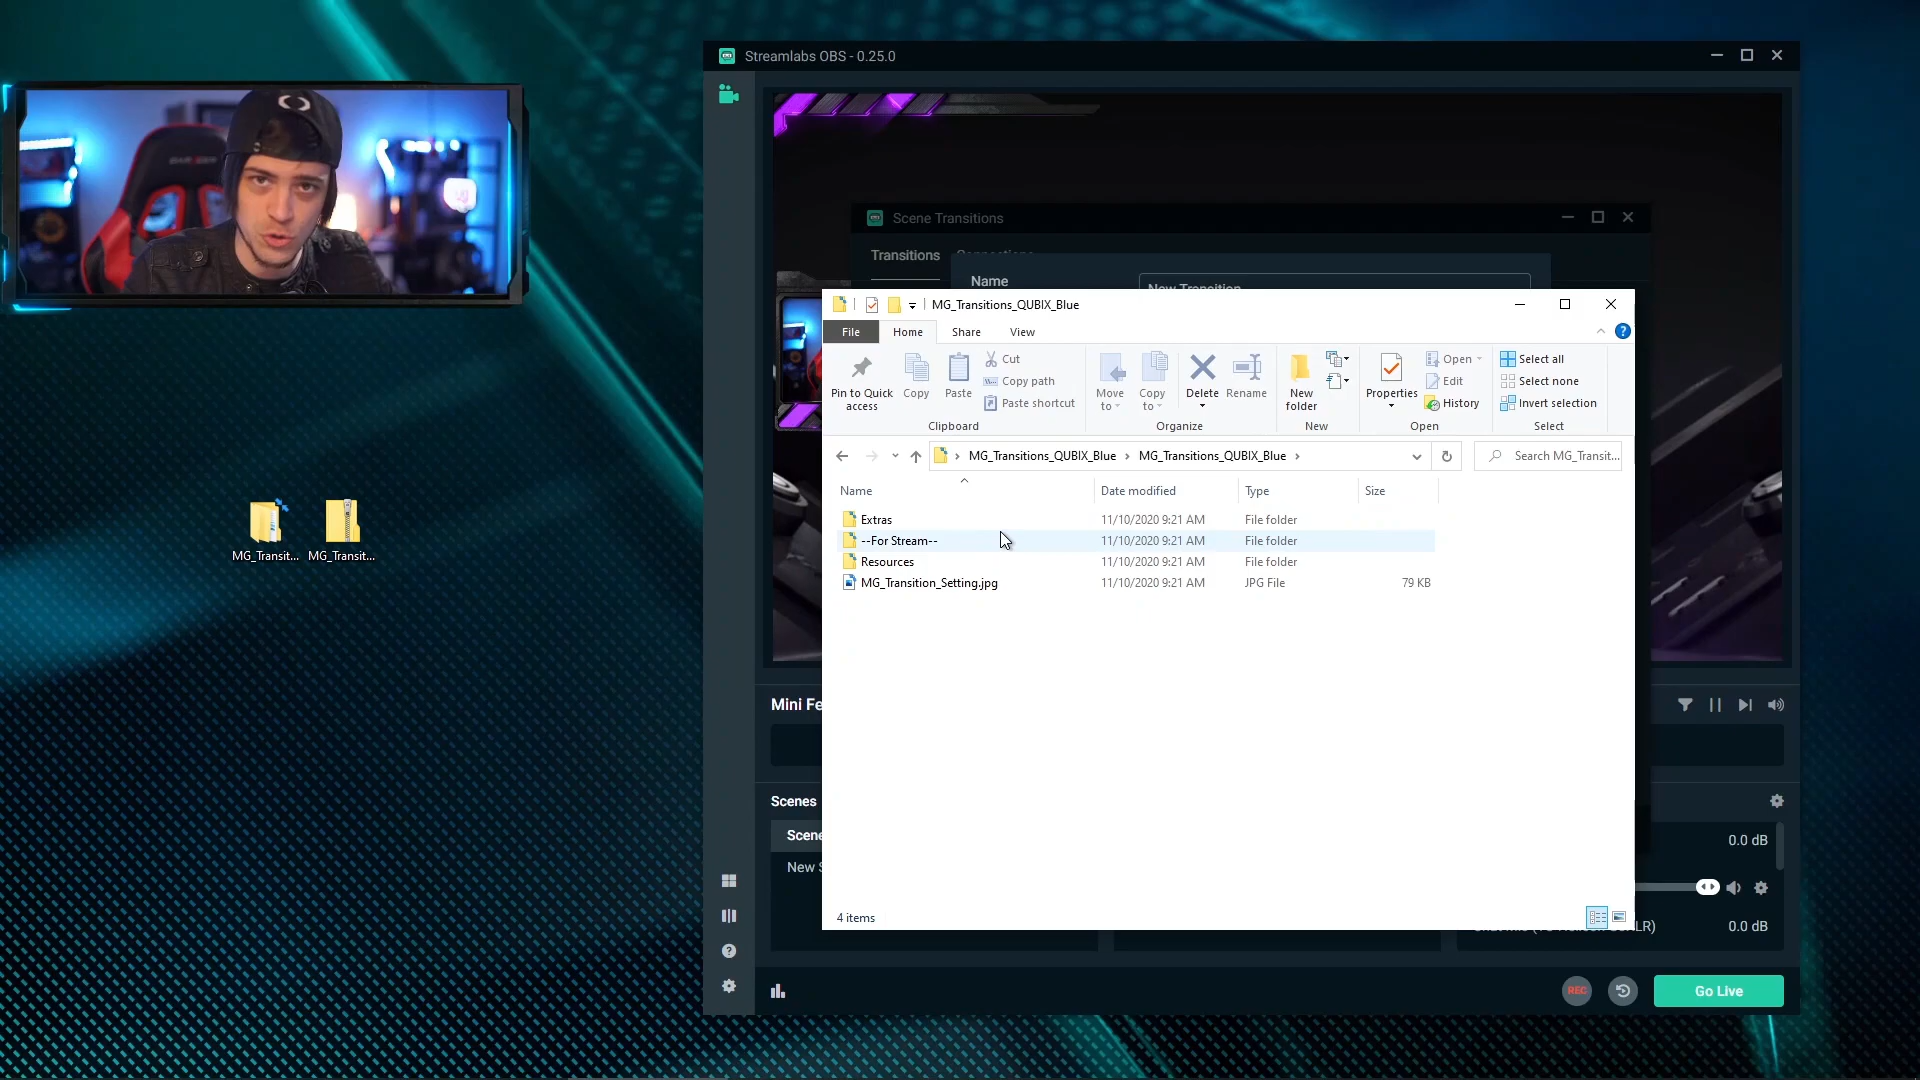 Streamlabs OBS - 0.25.0
Scene Transitions
Transitions
Connections
Name
New Transition
MG_Transitions_QUBIX_Blue
File
Home
Share
View
Pin to Quick access
Copy
Paste
Cut
Copy path
Paste shortcut
Clipboard
Move to
Copy to
Delete
Rename
Organize
New folder
New
Properties
Open
Edit
History
Open
Select all
Select none
Invert selection
Select
MG_Transitions_QUBIX_Blue
MG_Transitions_QUBIX_Blue
Search MG_Transit...
Name
Date modified
Type
Size
Extras 11/10/2020 9:21 AM File folder
--For Stream-- 11/10/2020 9:21 AM File folder
Resources 11/10/2020 9:21 AM File folder
MG_Transition_Setting.jpg 11/10/2020 9:21 AM JPG File 79 KB
4 items
MG_Transit...
MG_Transit...
Mini Fe
Scenes
Scene
New S
0.0 dB
0.0 dB
REC
Go Live